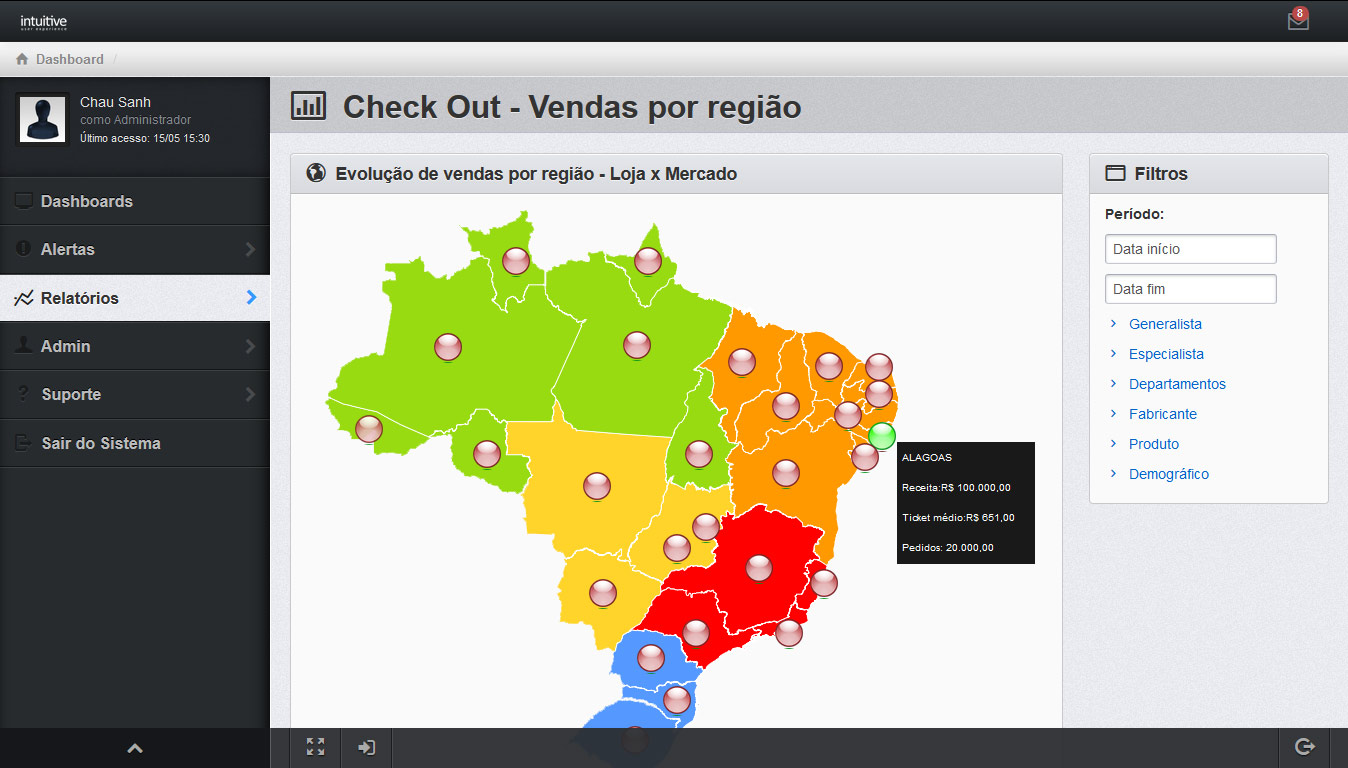 intuitive
user experience
8
Dashboard /
Chau Sanh
como Administrador
Último acesso: 15/05 15:30
Dashboards
Alertas
Relatórios
Admin
Suporte
Sair do Sistema
Check Out - Vendas por região
Evolução de vendas por região - Loja x Mercado
ALAGOAS
Receita:R$ 100.000,00
Ticket médio:R$ 651,00
Pedidos: 20.000,00
Filtros
Período:
Data início
Data fim
Generalista
Especialista
Departamentos
Fabricante
Produto
Demográfico